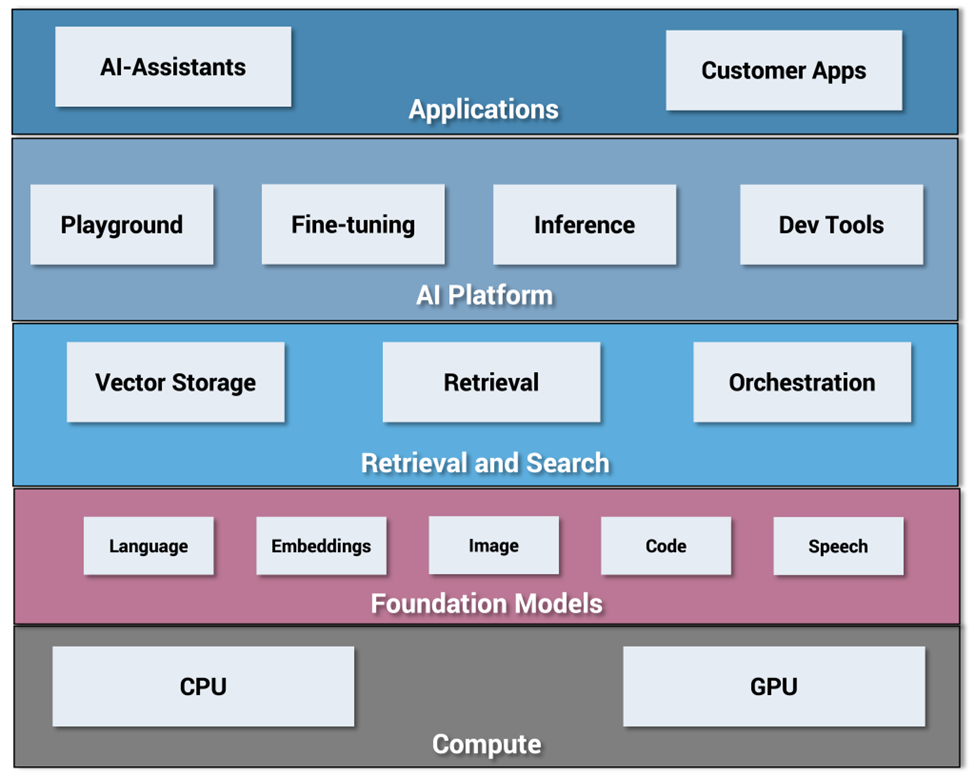 AI-Assistants
Customer Apps
Applications
Playground
Fine-tuning
Inference
Dev Tools
AI Platform
Vector Storage
Retrieval
Orchestration
Retrieval and Search
Language
Embeddings
Image
Code
Speech
Foundation Models
CPU
GPU
Compute